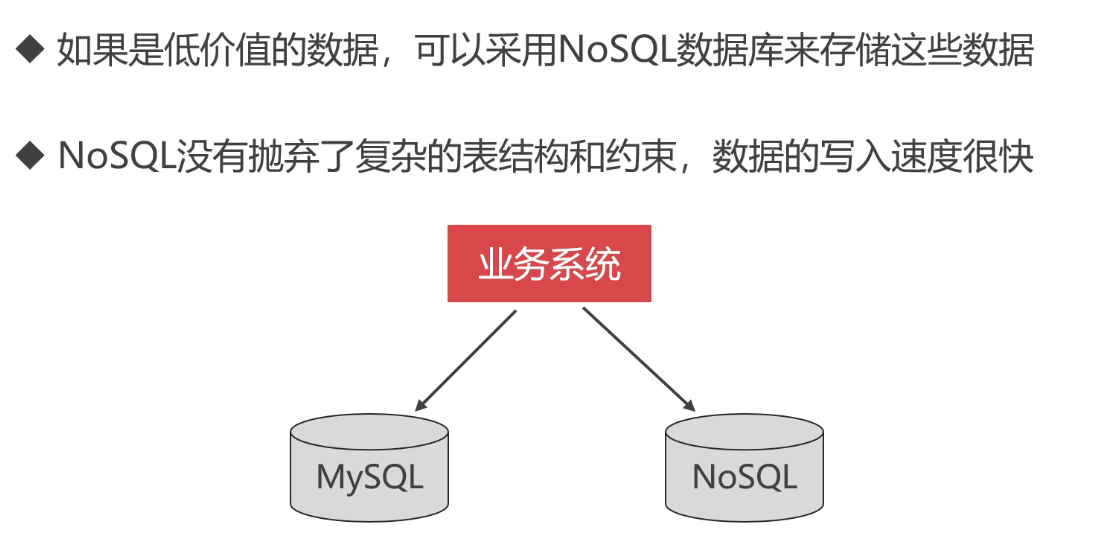 ◆ 如果是低价值的数据，可以采用NoSQL数据库来存储这些数据
◆ NoSQL没有抛弃了复杂的表结构和约束，数据的写入速度很快
业务系统
MySQL
NoSQL